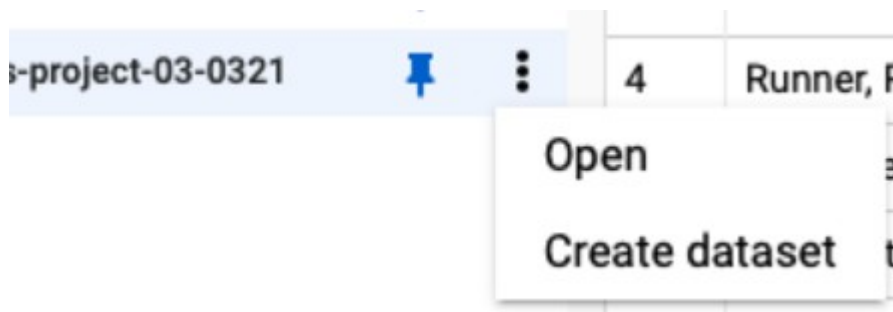 s-project-03-0321
4 Runner, F
Open
Create dataset